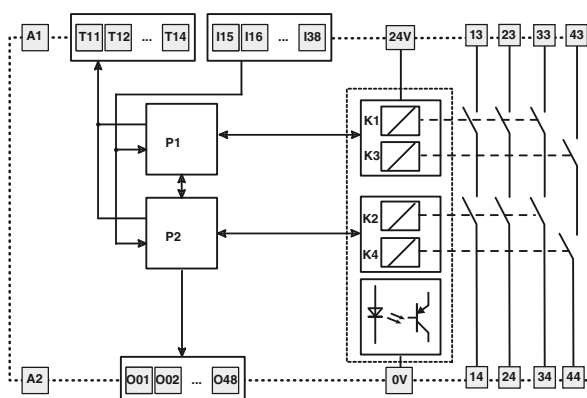 A1 T11 T12 ... T14 I15 I16 ... I38 24V 13 23 33 43
P1
K1
K3
P2
K2
K4
A2 O01 O02 ... O48 0V 14 24 34 44